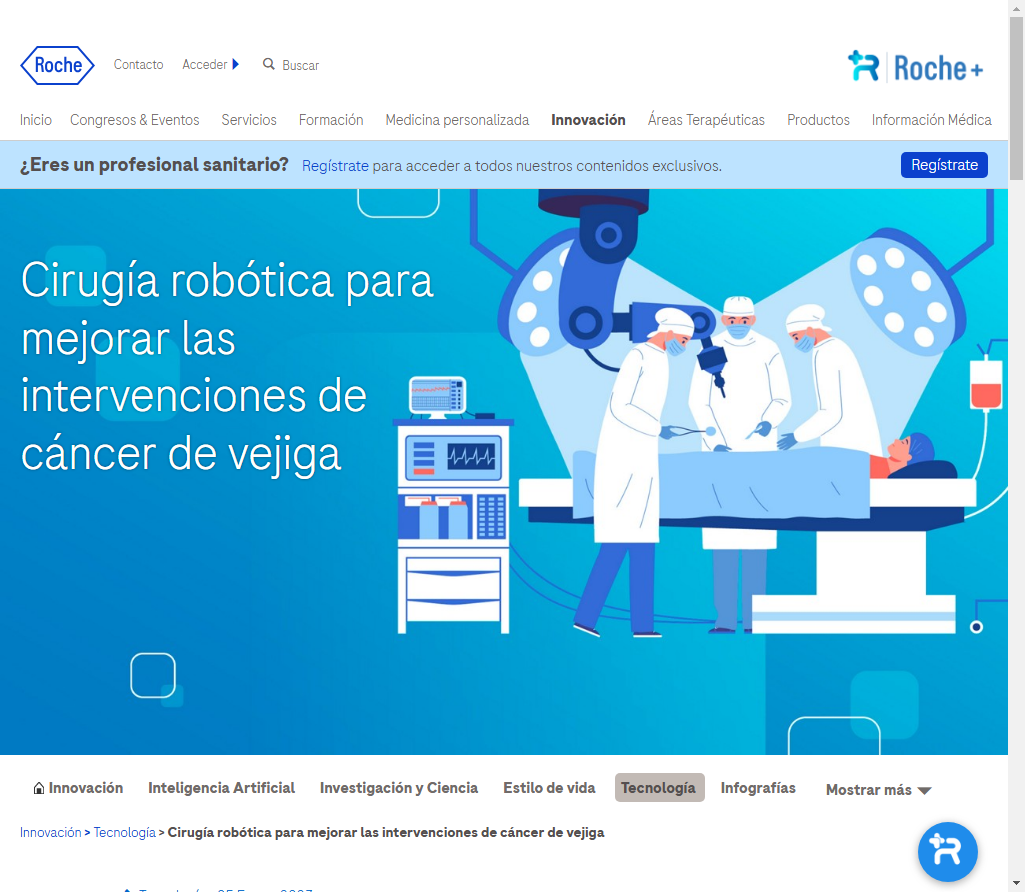 Roche
Contacto
Acceder
Buscar
Roche+
Inicio
Congresos & Eventos
Servicios
Formación
Medicina personalizada
Innovación
Áreas Terapéuticas
Productos
Información Médica
¿Eres un profesional sanitario? Regístrate para acceder a todos nuestros contenidos exclusivos.
Regístrate
Cirugía robótica para
mejorar las
intervenciones de
cáncer de vejiga
Innovación
Inteligencia Artificial
Investigación y Ciencia
Estilo de vida
Tecnología
Infografías
Mostrar más
Innovación > Tecnología > Cirugía robótica para mejorar las intervenciones de cáncer de vejiga